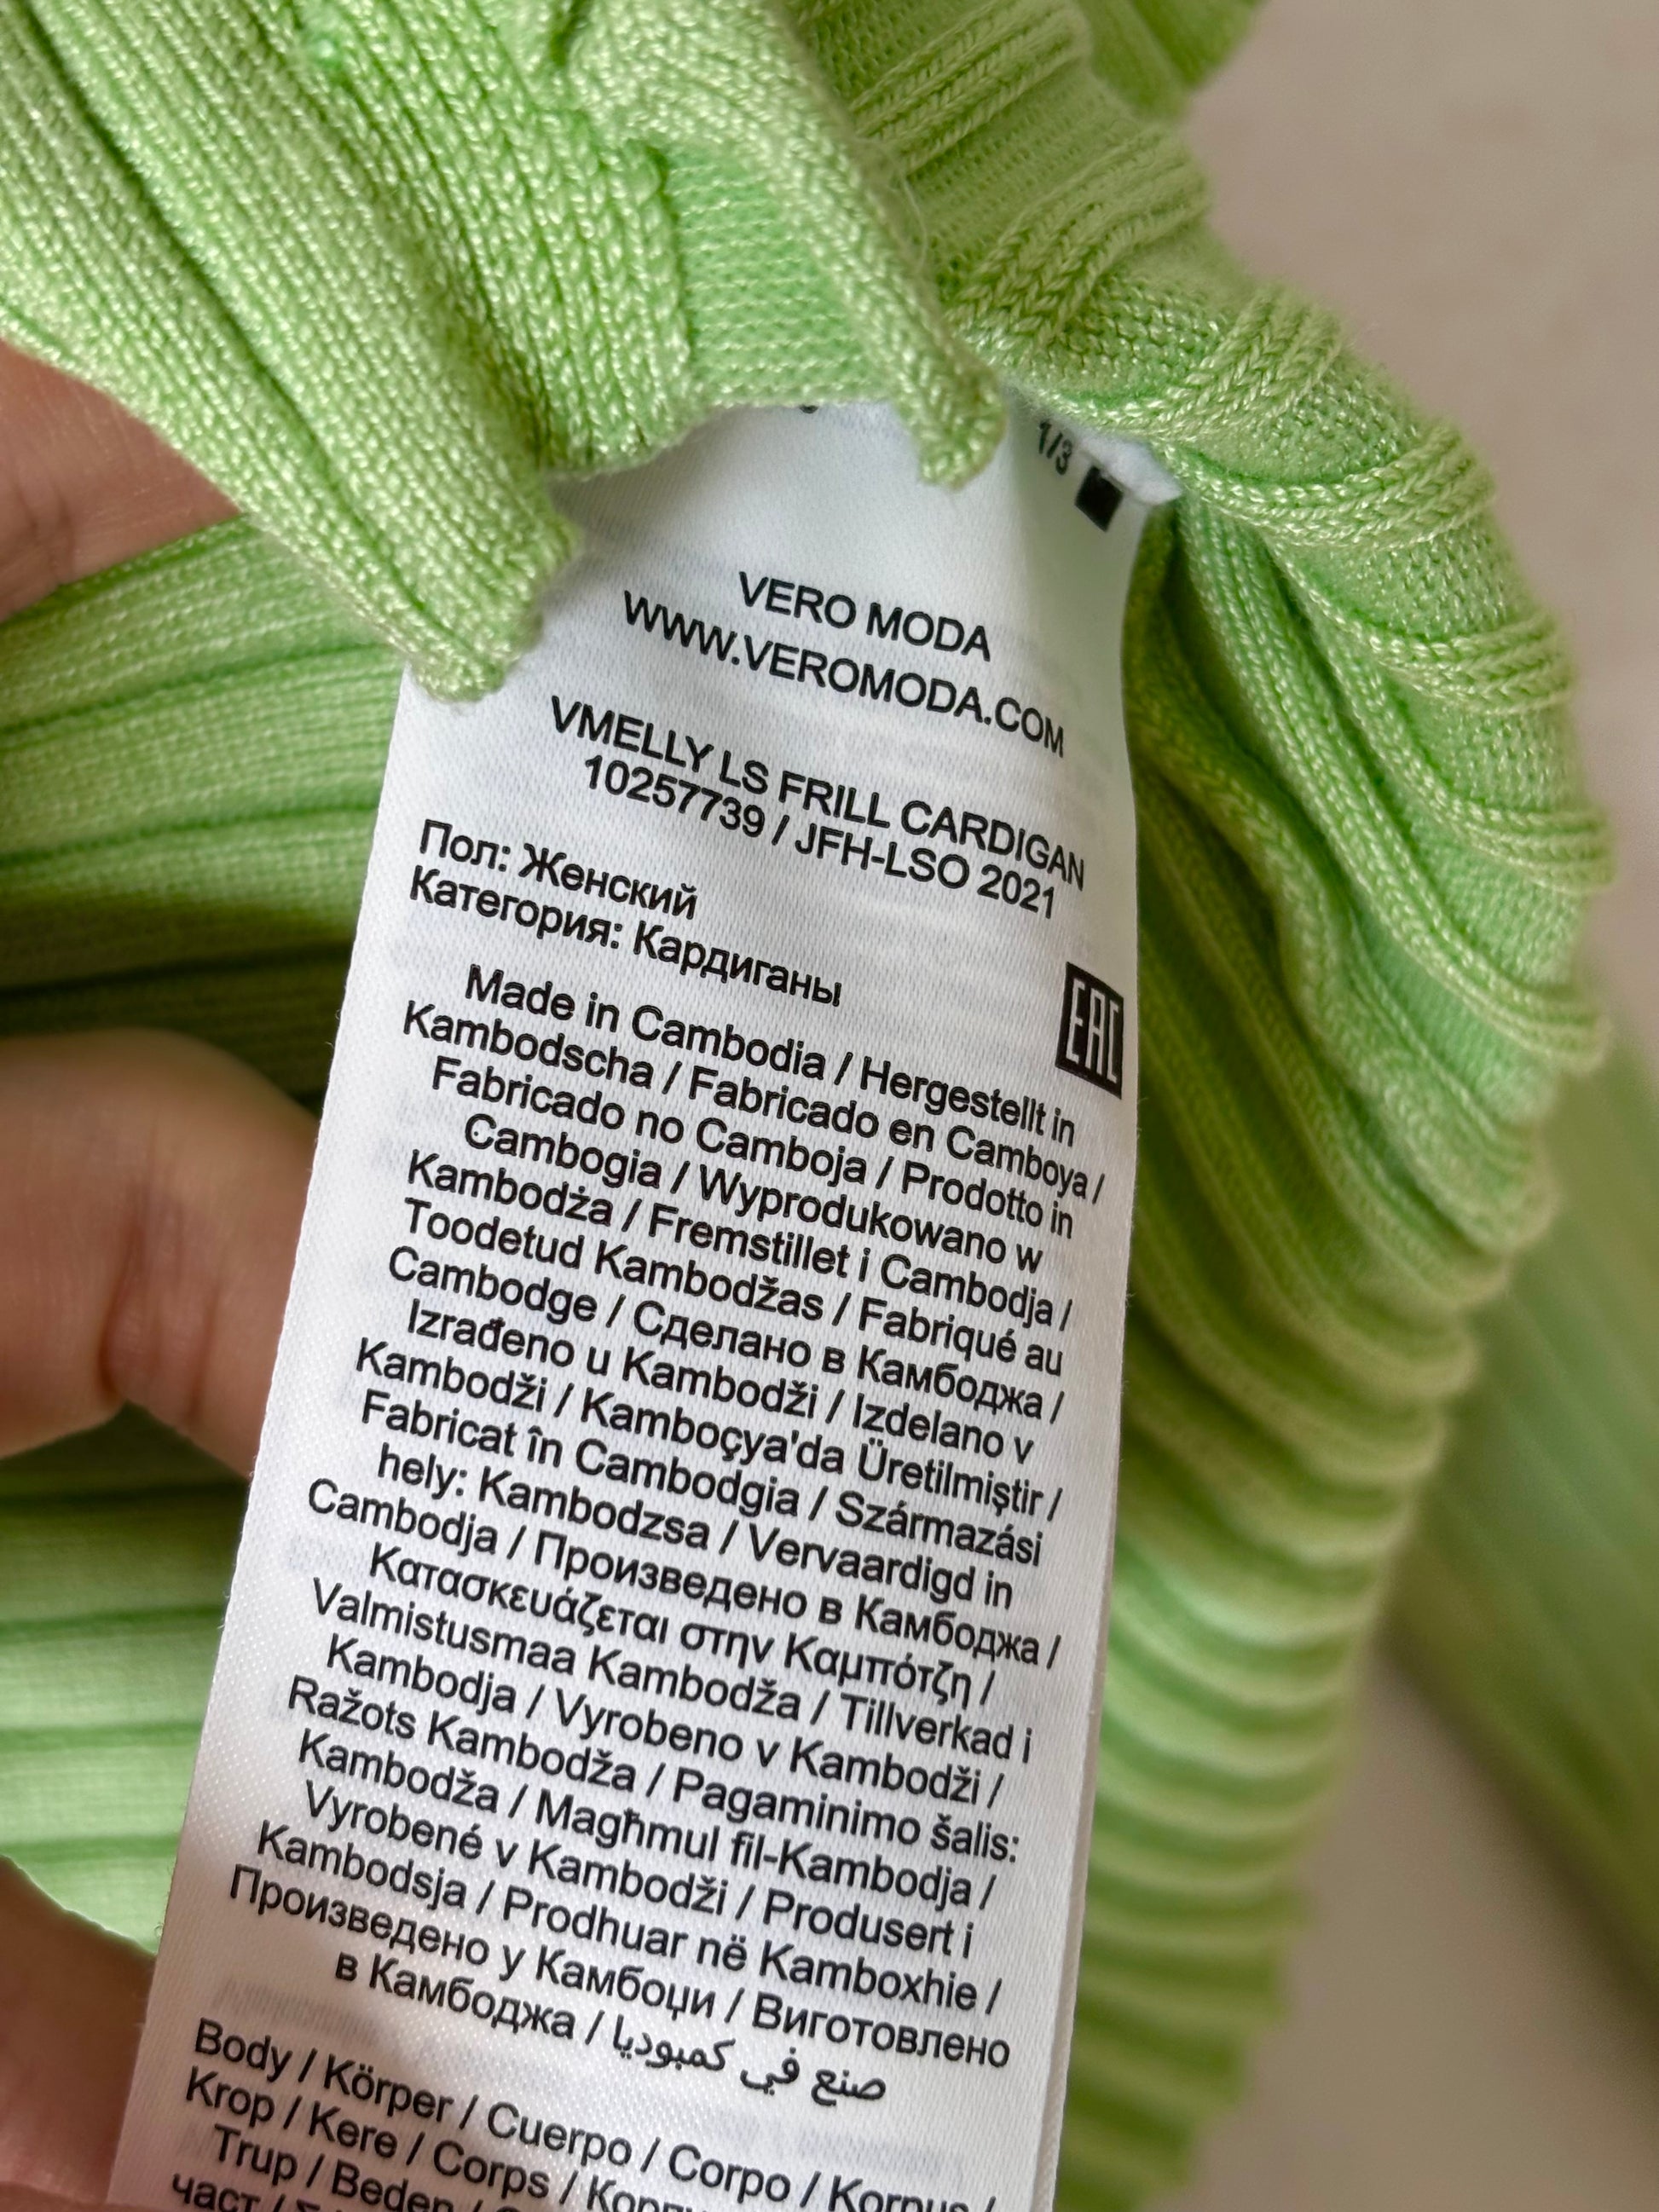 1/3
VERO MODA
WWW.VEROMODA.COM
VMELLY LS FRILL CARDIGAN
10257739 / JFH-LSO 2021
Пол: Женский
Категория: Кардиганы
EAC
Made in Cambodia / Hergestellt in
Kambodscha / Fabricado en Camboya /
Fabricado no Camboja / Prodotto in
Cambogia / Wyprodukowano w
Kambodża / Fremstillet i Cambodja /
Toodetud Kambodžas / Fabriqué au
Cambodge / Сделано в Камбоджа /
Izrađeno u Kambodži / Izdelano v
Kambodži / Kamboçya'da Üretilmiştir /
Fabricat în Cambodgia / Származási
hely: Kambodzsa / Vervaardigd in
Cambodja / Произведено в Камбоджа /
Κατασκευάζεται στην Καμπότζη /
Valmistusmaa Kambodža / Tillverkad i
Kambodja / Vyrobeno v Kambodži /
Ražots Kambodža / Pagaminimo šalis:
Kambodža / Magħmul fil-Kambodja /
Vyrobené v Kambodži / Produsert i
Kambodsja / Prodhuar në Kamboxhie /
Произведено у Камбоџи / Виготовлено
в Камбоджа / صنع في كمبوديا
Body / Körper / Cuerpo / Corpo / Korpus /
Krop / Kere / Corps /
Trup / Beden /
част /